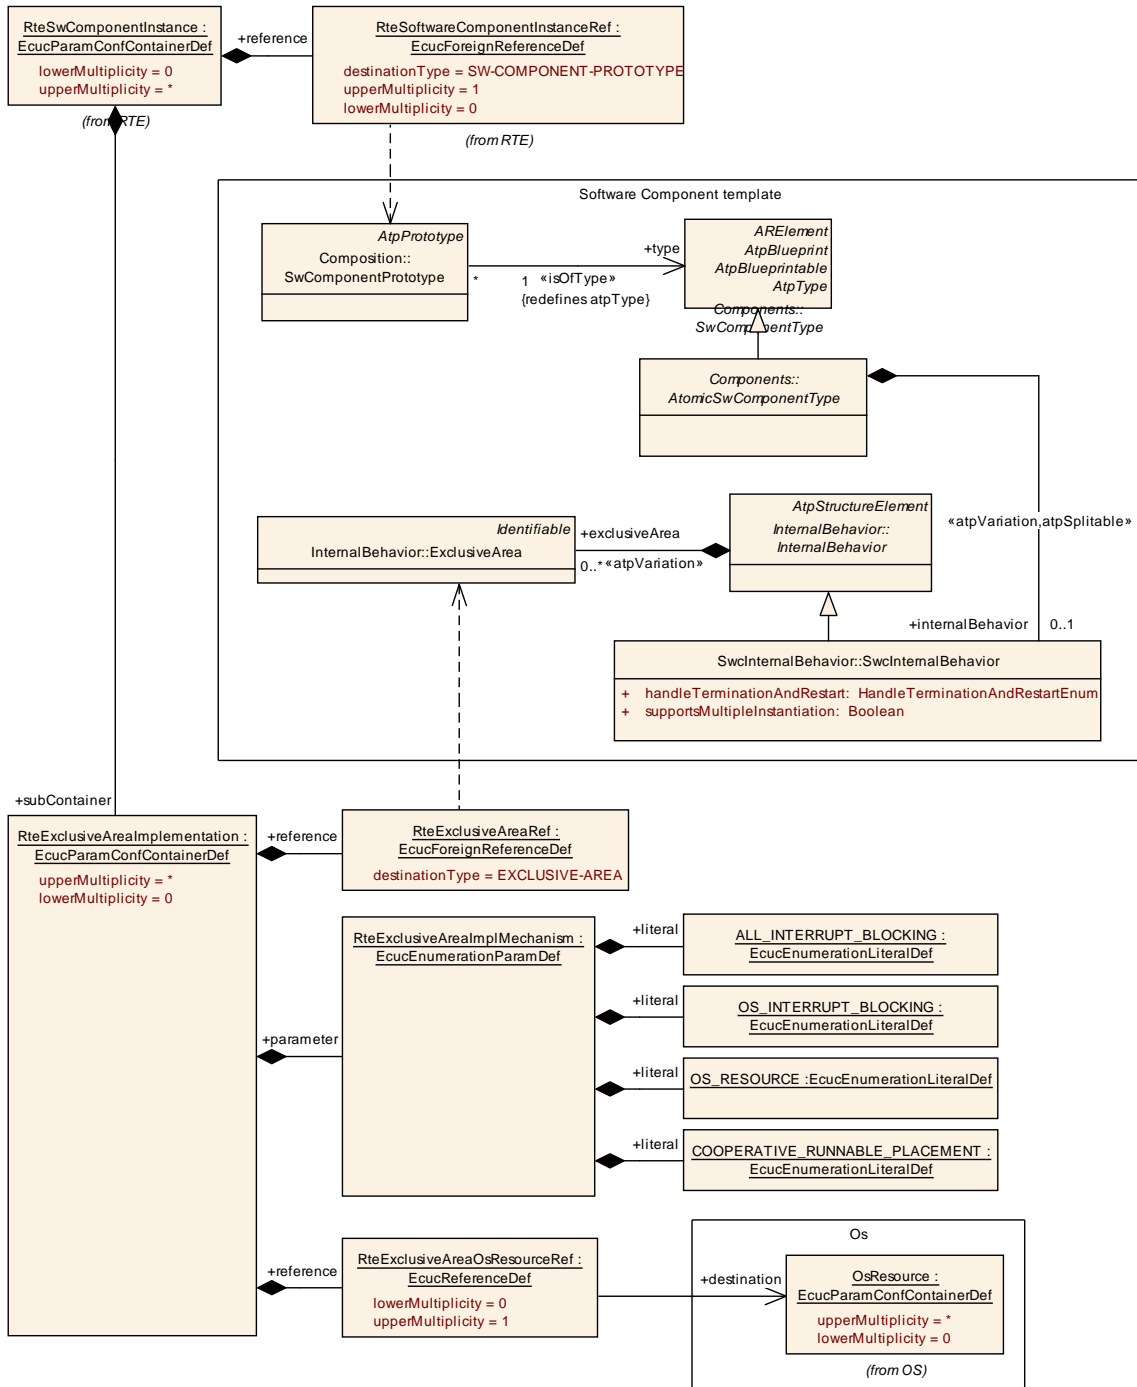 RteSwComponentInstance :
EcucParamConfContainerDef
lowerMultiplicity = 0
upperMultiplicity = *
(from RTE)
+reference
RteSoftwareComponentInstanceRef :
EcucForeignReferenceDef
destinationType = SW-COMPONENT-PROTOTYPE
upperMultiplicity = 1
lowerMultiplicity = 0
(from RTE)
Software Component template
AtpPrototype
Composition::
SwComponentPrototype
+type
*
1 «isOfType»
{redefines atpType}
ARElement
AtpBlueprint
AtpBlueprintable
AtpType
Components::
SwComponentType
Components::
AtomicSwComponentType
«atpVariation,atpSplitable»
Identifiable
InternalBehavior::ExclusiveArea
+exclusiveArea
0..* «atpVariation»
AtpStructureElement
InternalBehavior::
InternalBehavior
+internalBehavior
0..1
SwcInternalBehavior::SwcInternalBehavior
+ handleTerminationAndRestart: HandleTerminationAndRestartEnum
+ supportsMultipleInstantiation: Boolean
+subContainer
RteExclusiveAreaImplementation :
EcucParamConfContainerDef
upperMultiplicity = *
lowerMultiplicity = 0
+reference
RteExclusiveAreaRef :
EcucForeignReferenceDef
destinationType = EXCLUSIVE-AREA
+parameter
RteExclusiveAreaImplMechanism :
EcucEnumerationParamDef
+literal
ALL_INTERRUPT_BLOCKING :
EcucEnumerationLiteralDef
+literal
OS_INTERRUPT_BLOCKING :
EcucEnumerationLiteralDef
+literal
OS_RESOURCE :EcucEnumerationLiteralDef
+literal
COOPERATIVE_RUNNABLE_PLACEMENT :
EcucEnumerationLiteralDef
+reference
RteExclusiveAreaOsResourceRef :
EcucReferenceDef
lowerMultiplicity = 0
upperMultiplicity = 1
Os
+destination
OsResource :
EcucParamConfContainerDef
upperMultiplicity = *
lowerMultiplicity = 0
(from OS)